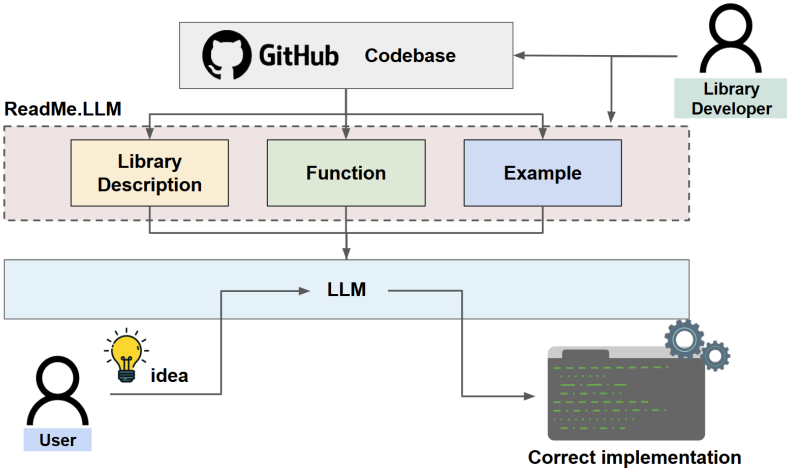 GitHub Codebase
Library
Developer
ReadMe.LLM
Library
Description
Function
Example
LLM
idea
User
Correct implementation